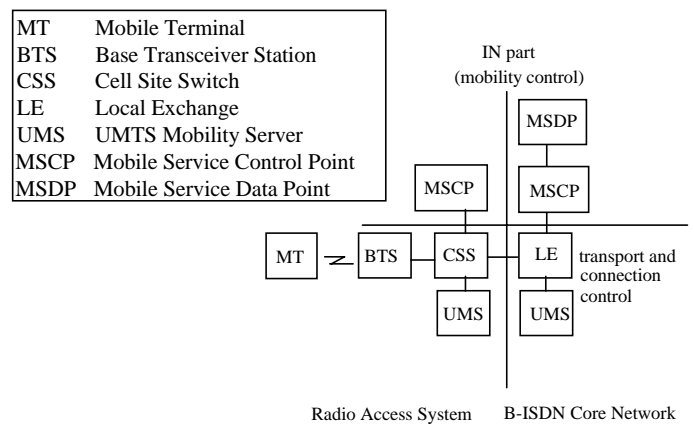 MT Mobile Terminal
BTS Base Transceiver Station
CSS Cell Site Switch
LE Local Exchange
UMS UMTS Mobility Server
MSCP Mobile Service Control Point
MSDP Mobile Service Data Point
IN part
(mobility control)
MSDP
MSCP
MSCP
MT
BTS
CSS
LE
transport and
connection
control
UMS
UMS
Radio Access System
B-ISDN Core Network